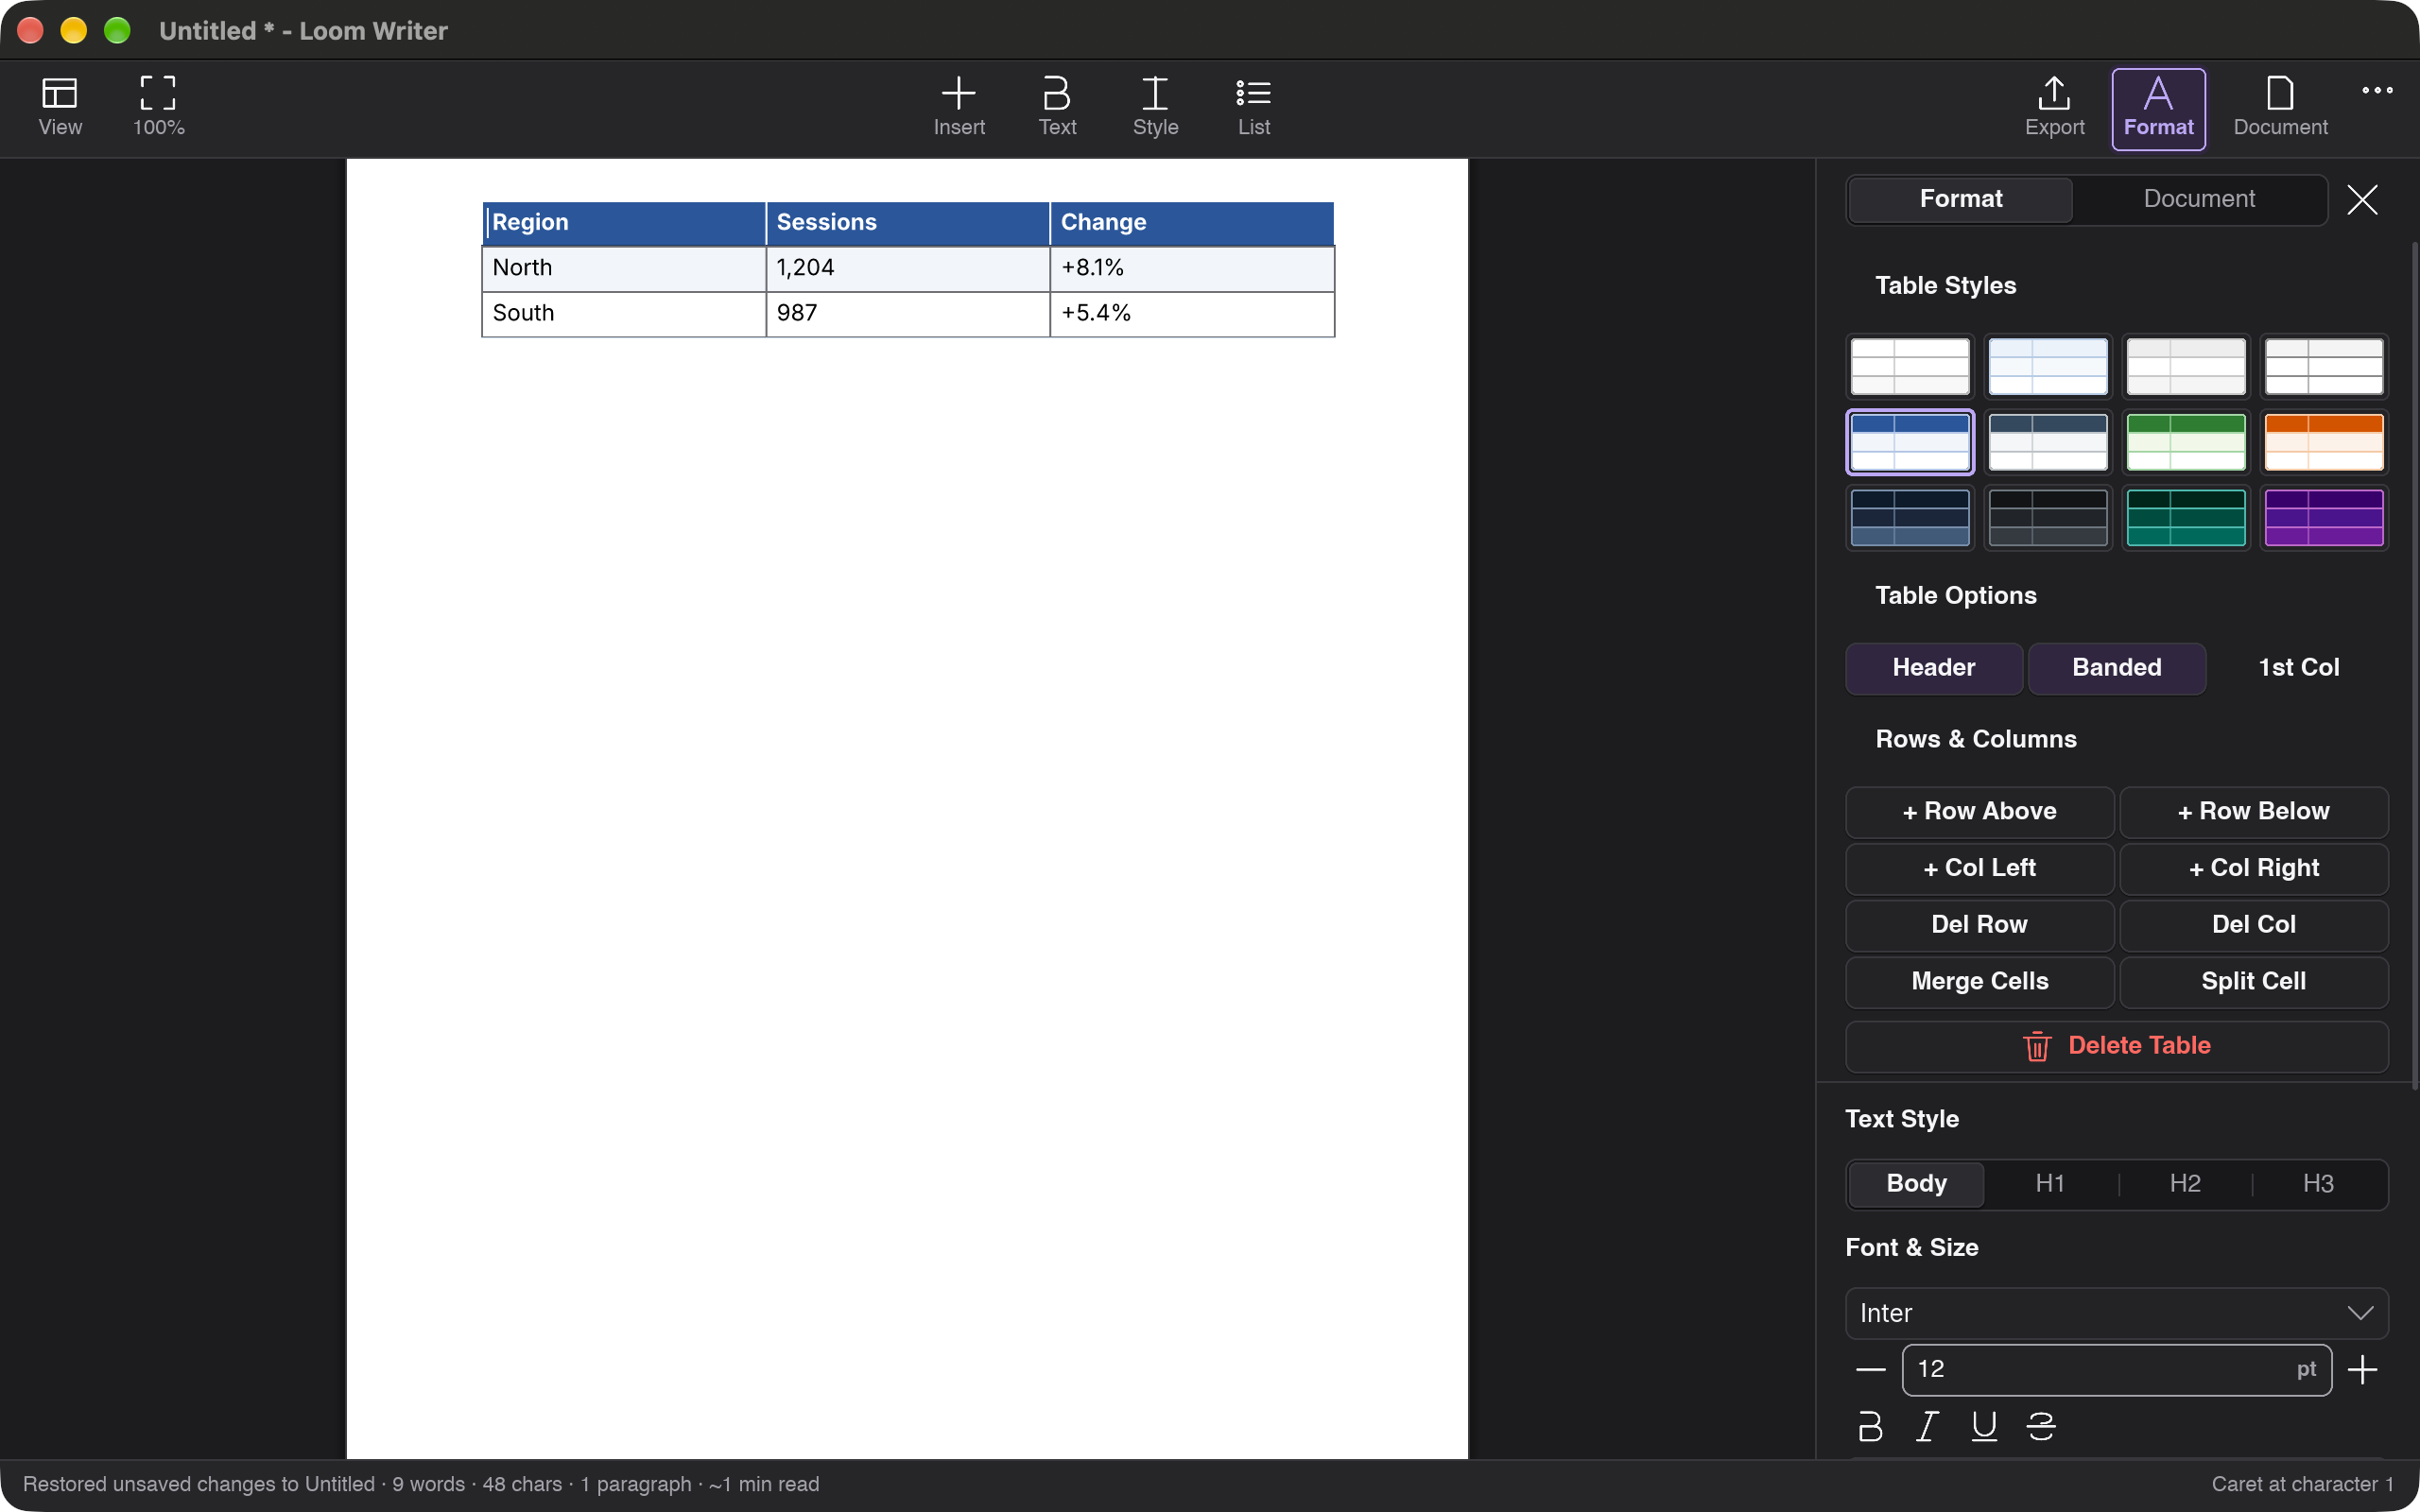 Untitled * - Loom Writer
View
100%
Insert
Text
Style
List
Export
Format
Document
Format
Document
Region Sessions Change
North 1,204 +8.1%
South 987 +5.4%
Table Styles
Table Options
Header
Banded
1st Col
Rows & Columns
+ Row Above
+ Row Below
+ Col Left
+ Col Right
Del Row
Del Col
Merge Cells
Split Cell
Delete Table
Text Style
Body
H1
H2
H3
Font & Size
Inter
12 pt
Restored unsaved changes to Untitled · 9 words · 48 chars · 1 paragraph · ~1 min read
Caret at character 1